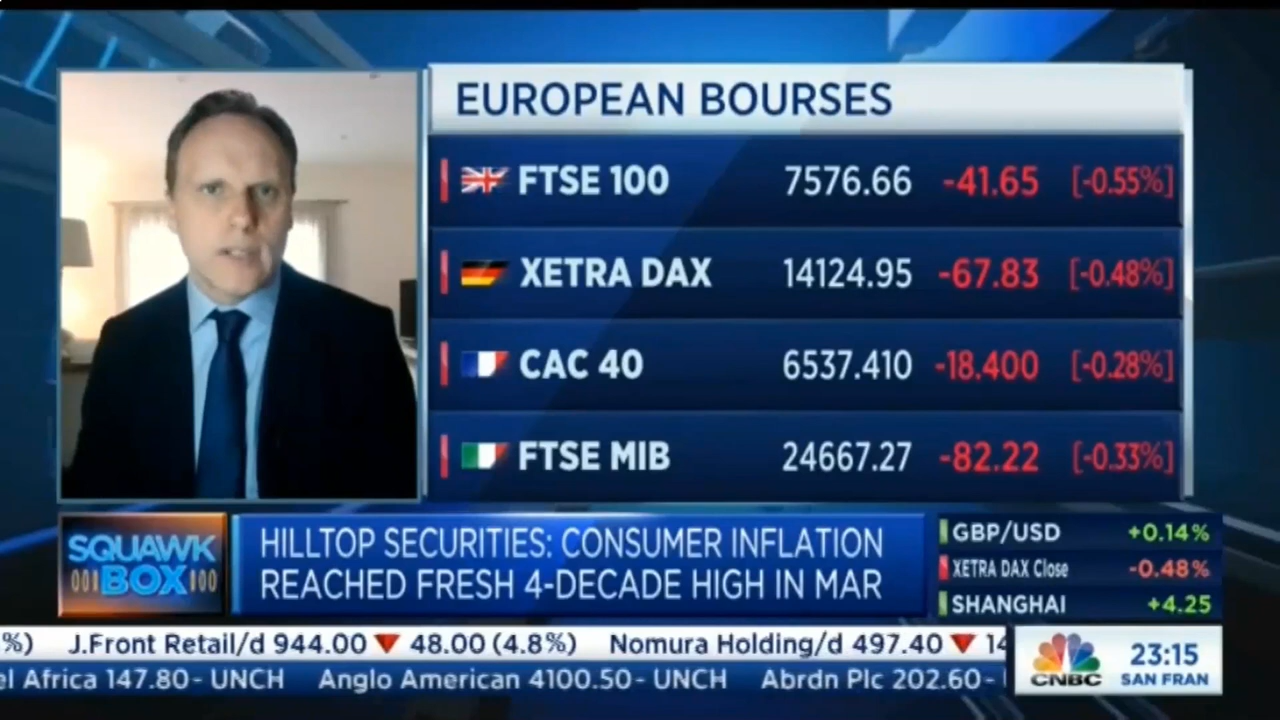 EUROPEAN BOURSES
FTSE 100 7576.66 -41.65 [-0.55%]
XETRA DAX 14124.95 -67.83 [-0.48%]
CAC 40 6537.410 -18.400 [-0.28%]
FTSE MIB 24667.27 -82.22 [-0.33%]
SQUAWK
BOX
HILLTOP SECURITIES: CONSUMER INFLATION
REACHED FRESH 4-DECADE HIGH IN MAR
GBP/USD +0.14%
XETRA DAX Close -0.48%
SHANGHAI +4.25
%) J.Front Retail/d 944.00 ▼ 48.00 (4.8%) Nomura Holding/d 497.40 ▼ 14
el Africa 147.80- UNCH Anglo American 4100.50- UNCH Abrdn Plc 202.60-
CNBC
23:15
SAN FRAN